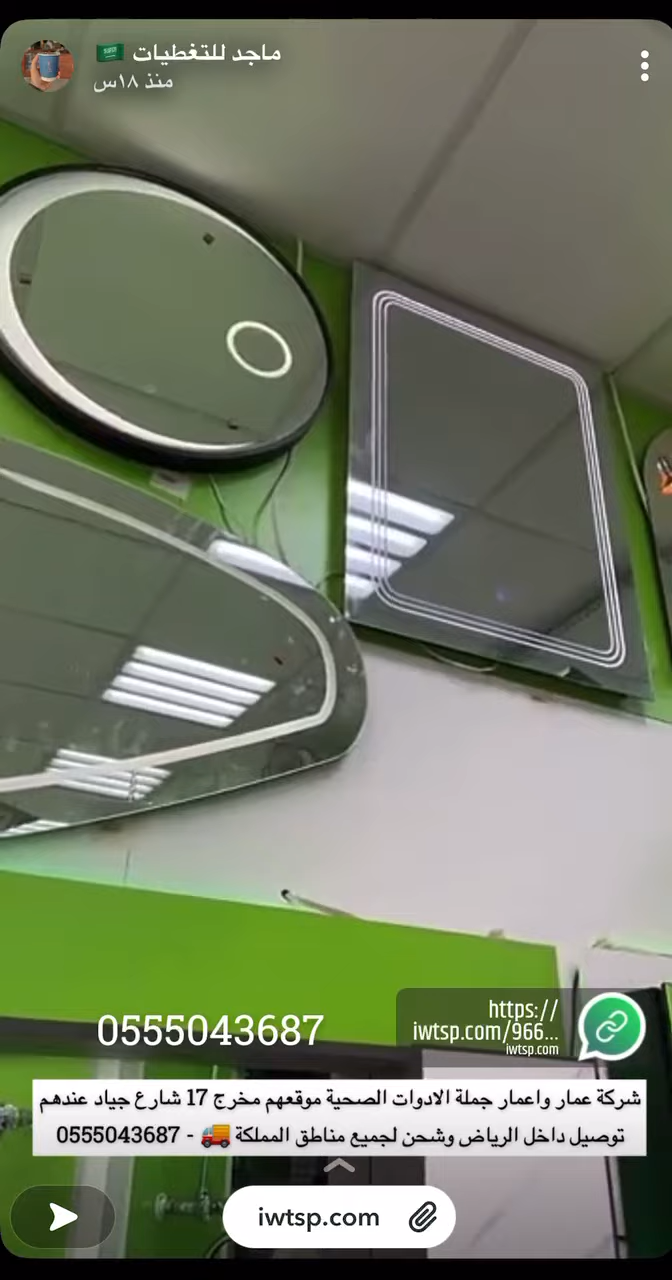 ماجد للتغطيات 🇸🇦
منذ ١٨س
0555043687
https://
iwtsp.com/966...
iwtsp.com
شركة عمار واعمار جملة الادوات الصحية موقعهم مخرج 17 شارع جياد عندهم
توصيل داخل الرياض وشحن لجميع مناطق المملكة 🚚 - 0555043687
iwtsp.com